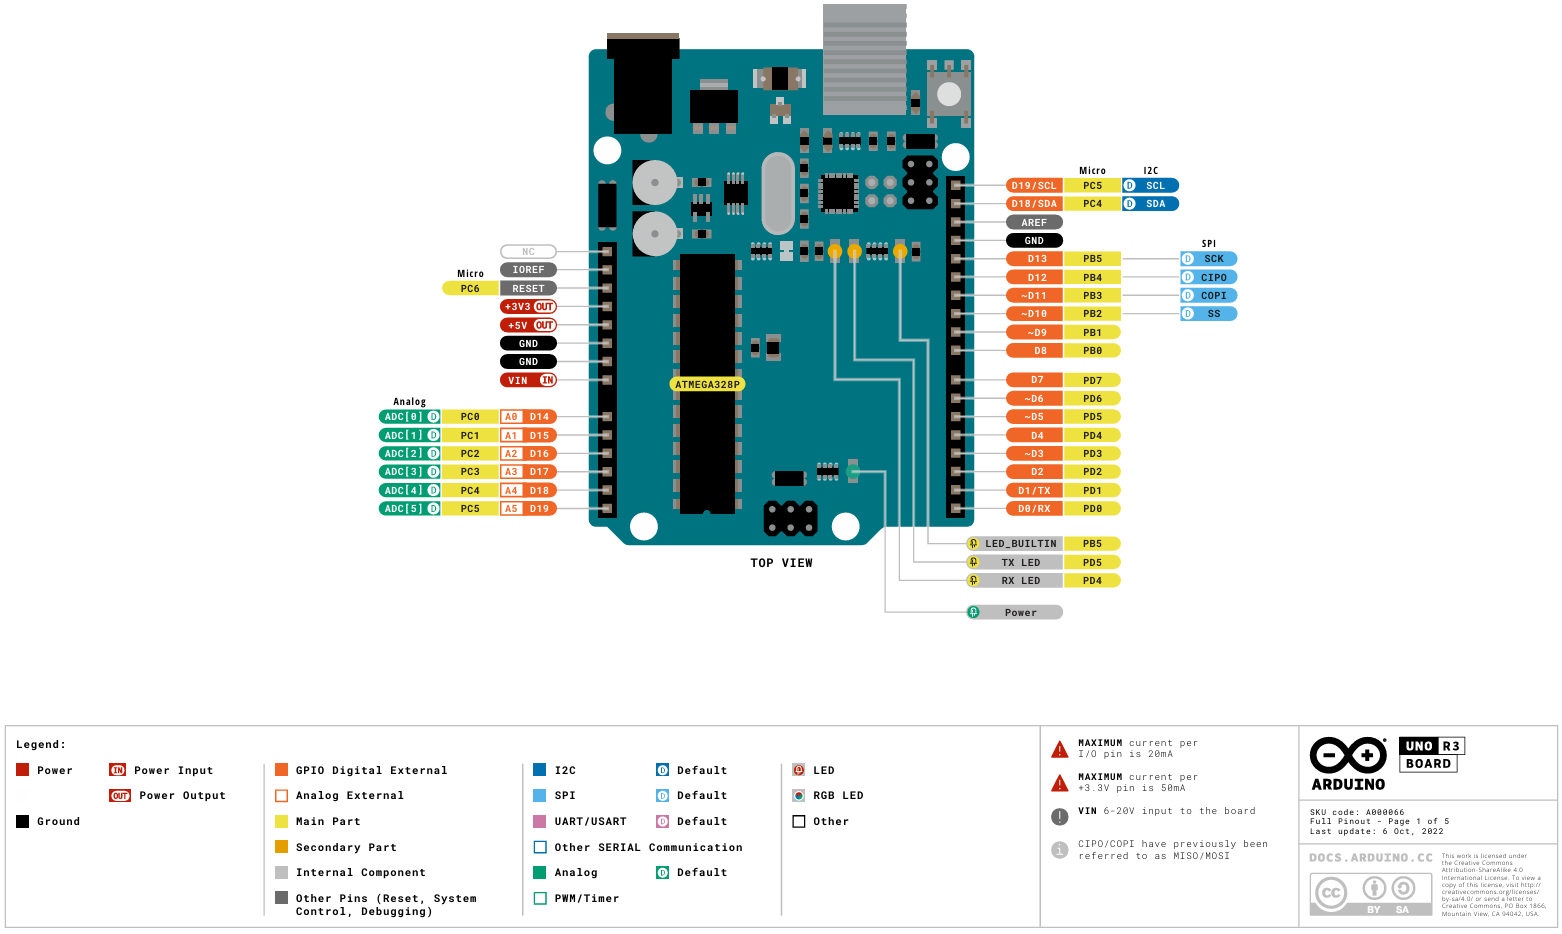 Micro I2C
D19/SCL PC5 D SCL
D18/SDA PC4 D SDA
AREF
GND
SPI
D13 PB5 D SCK
D12 PB4 D CIPO
~D11 PB3 D COPI
~D10 PB2 D SS
~D9 PB1
D8 PB0
D7 PD7
~D6 PD6
~D5 PD5
D4 PD4
~D3 PD3
D2 PD2
D1/TX PD1
D0/RX PD0
NC
IOREF
Micro
PC6 RESET
+3V3 OUT
+5V OUT
GND
GND
VIN IN
Analog
ADC[0] D PC0 A0 D14
ADC[1] D PC1 A1 D15
ADC[2] D PC2 A2 D16
ADC[3] D PC3 A3 D17
ADC[4] D PC4 A4 D18
ADC[5] D PC5 A5 D19
ATMEGA328P
LED_BUILTIN PB5
TX LED PD5
RX LED PD4
Power
TOP VIEW
Legend:
Power
IN Power Input
OUT Power Output
Ground
GPIO Digital External
Analog External
Main Part
Secondary Part
Internal Component
Other Pins (Reset, System
Control, Debugging)
I2C D Default
SPI D Default
UART/USART D Default
Other SERIAL Communication
Analog D Default
PWM/Timer
LED
RGB LED
Other
MAXIMUM current per
I/O pin is 20mA
MAXIMUM current per
+3.3V pin is 50mA
VIN 6-20V input to the board
CIPO/COPI have previously been
referred to as MISO/MOSI
ARDUINO
UNO R3
BOARD
SKU code: A000066
Full Pinout - Page 1 of 5
Last update: 6 Oct, 2022
DOCS.ARDUINO.CC
CC BY SA
This work is licensed under
the Creative Commons
Attribution-ShareAlike 4.0
International License. To view a
copy of this license, visit http://
creativecommons.org/licenses/
by-sa/4.0/ or send a letter to
Creative Commons, PO Box 1866,
Mountain View, CA 94042, USA.